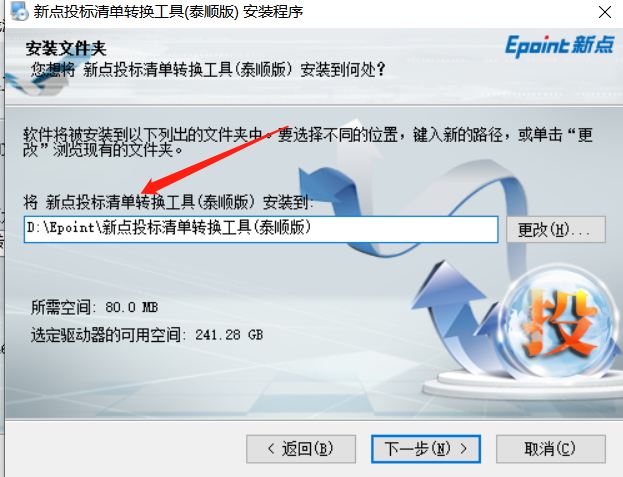 新点投标清单转换工具(泰顺版) 安装程序
安装文件夹
您想将 新点投标清单转换工具(泰顺版) 安装到何处?
Epoint新点
软件将被安装到以下列出的文件夹中。要选择不同的位置，键入新的路径，或单击“更
改”浏览现有的文件夹。
将 新点投标清单转换工具(泰顺版) 安装到:
D:\Epoint\新点投标清单转换工具(泰顺版)
更改(H)...
所需空间: 80.0 MB
选定驱动器的可用空间: 241.28 GB
投
< 返回(B)
下一步(N) >
取消(C)